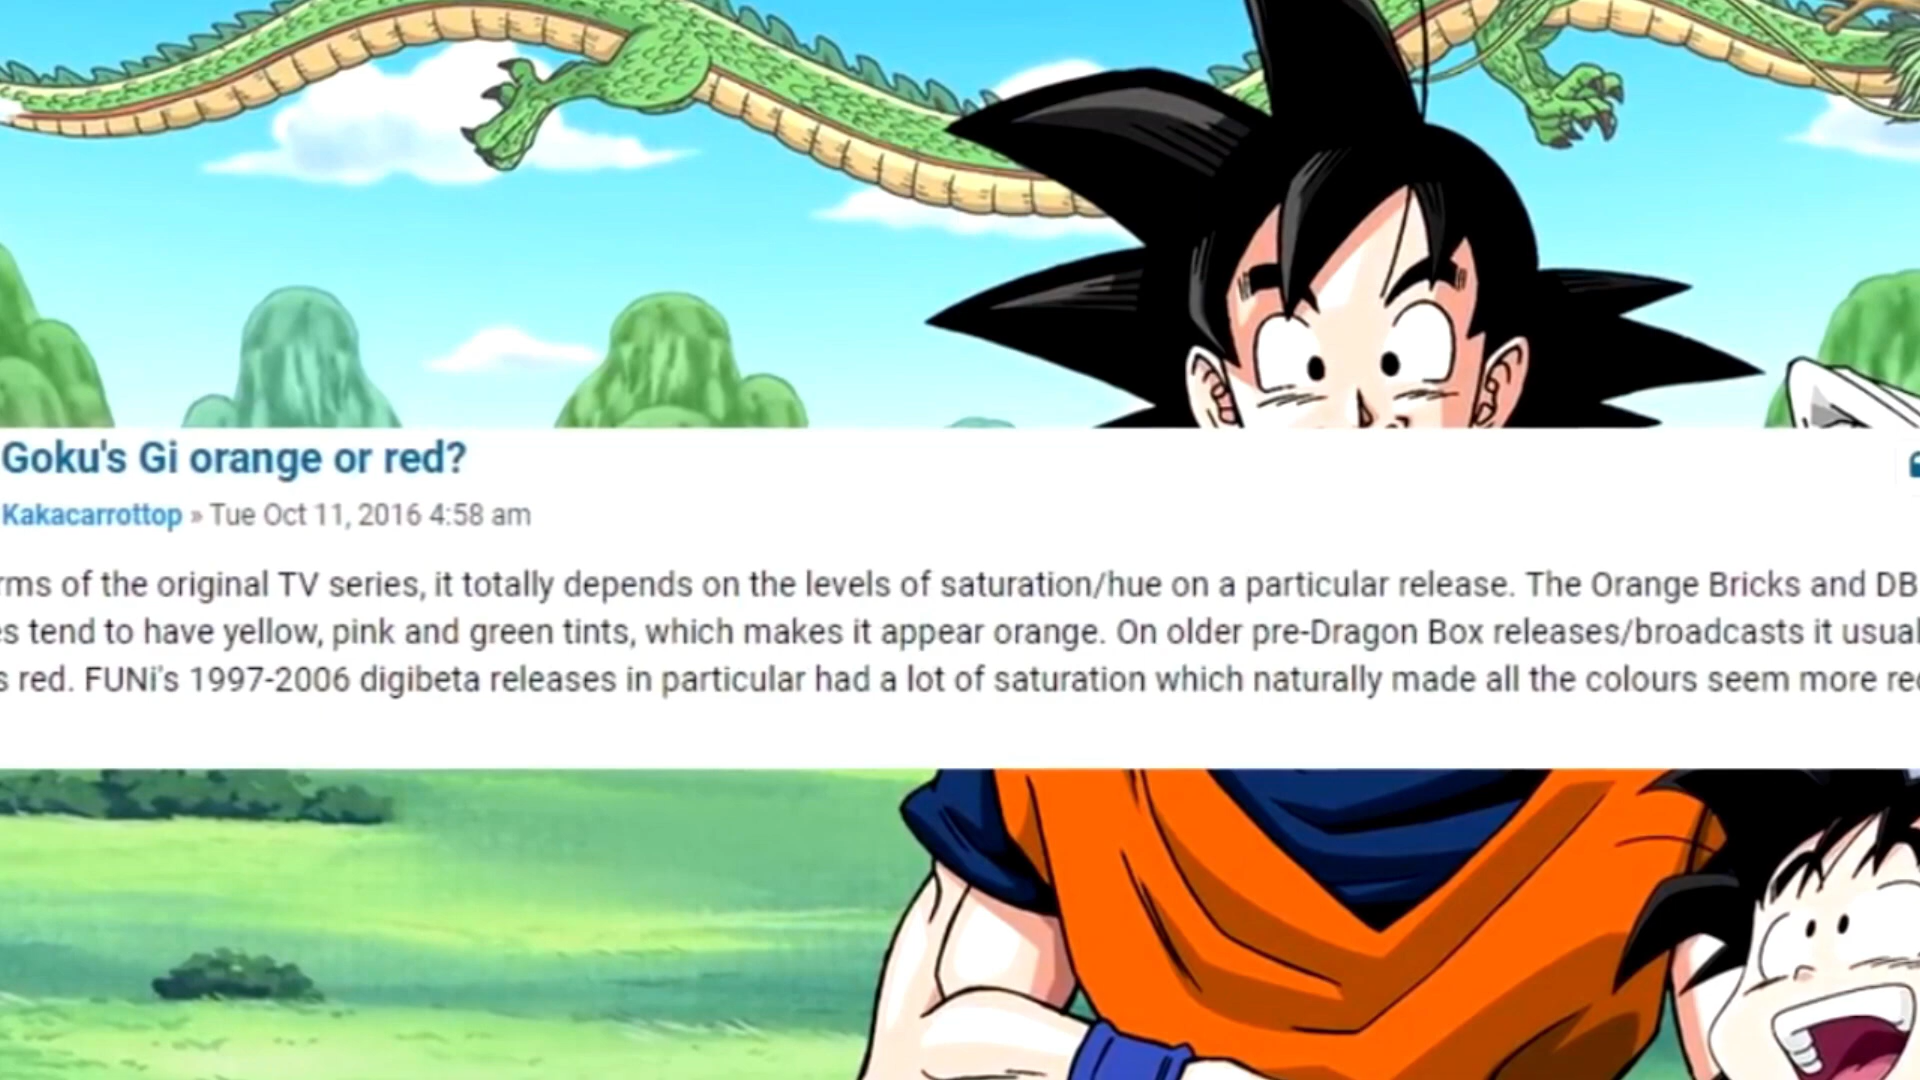 Goku's Gi orange or red?
Kakacarrottop » Tue Oct 11, 2016 4:58 am
of the original TV series, it totally depends on the levels of saturation/hue on a particular release. The Orange Bricks and DB
tend to have yellow, pink and green tints, which makes it appear orange. On older pre-Dragon Box releases/broadcasts it
red. FUNi's 1997-2006 digibeta releases in particular had a lot of saturation which naturally made all the colours seem more